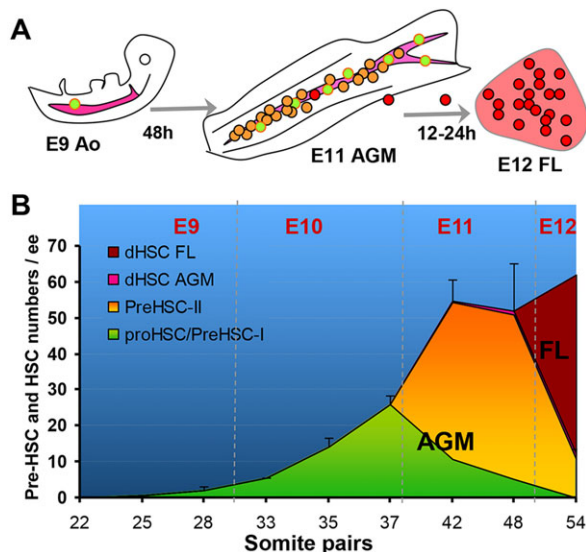 A
E9 Ao
48h
E11 AGM
12-24h
E12 FL
B
Pre-HSC and HSC numbers / ee
70
60
50
40
30
20
10
0
E9
E10
E11
E12
dHSC FL
dHSC AGM
PreHSC-II
proHSC/PreHSC-I
FL
AGM
22 25 28 33 35 37 42 48 54
Somite pairs